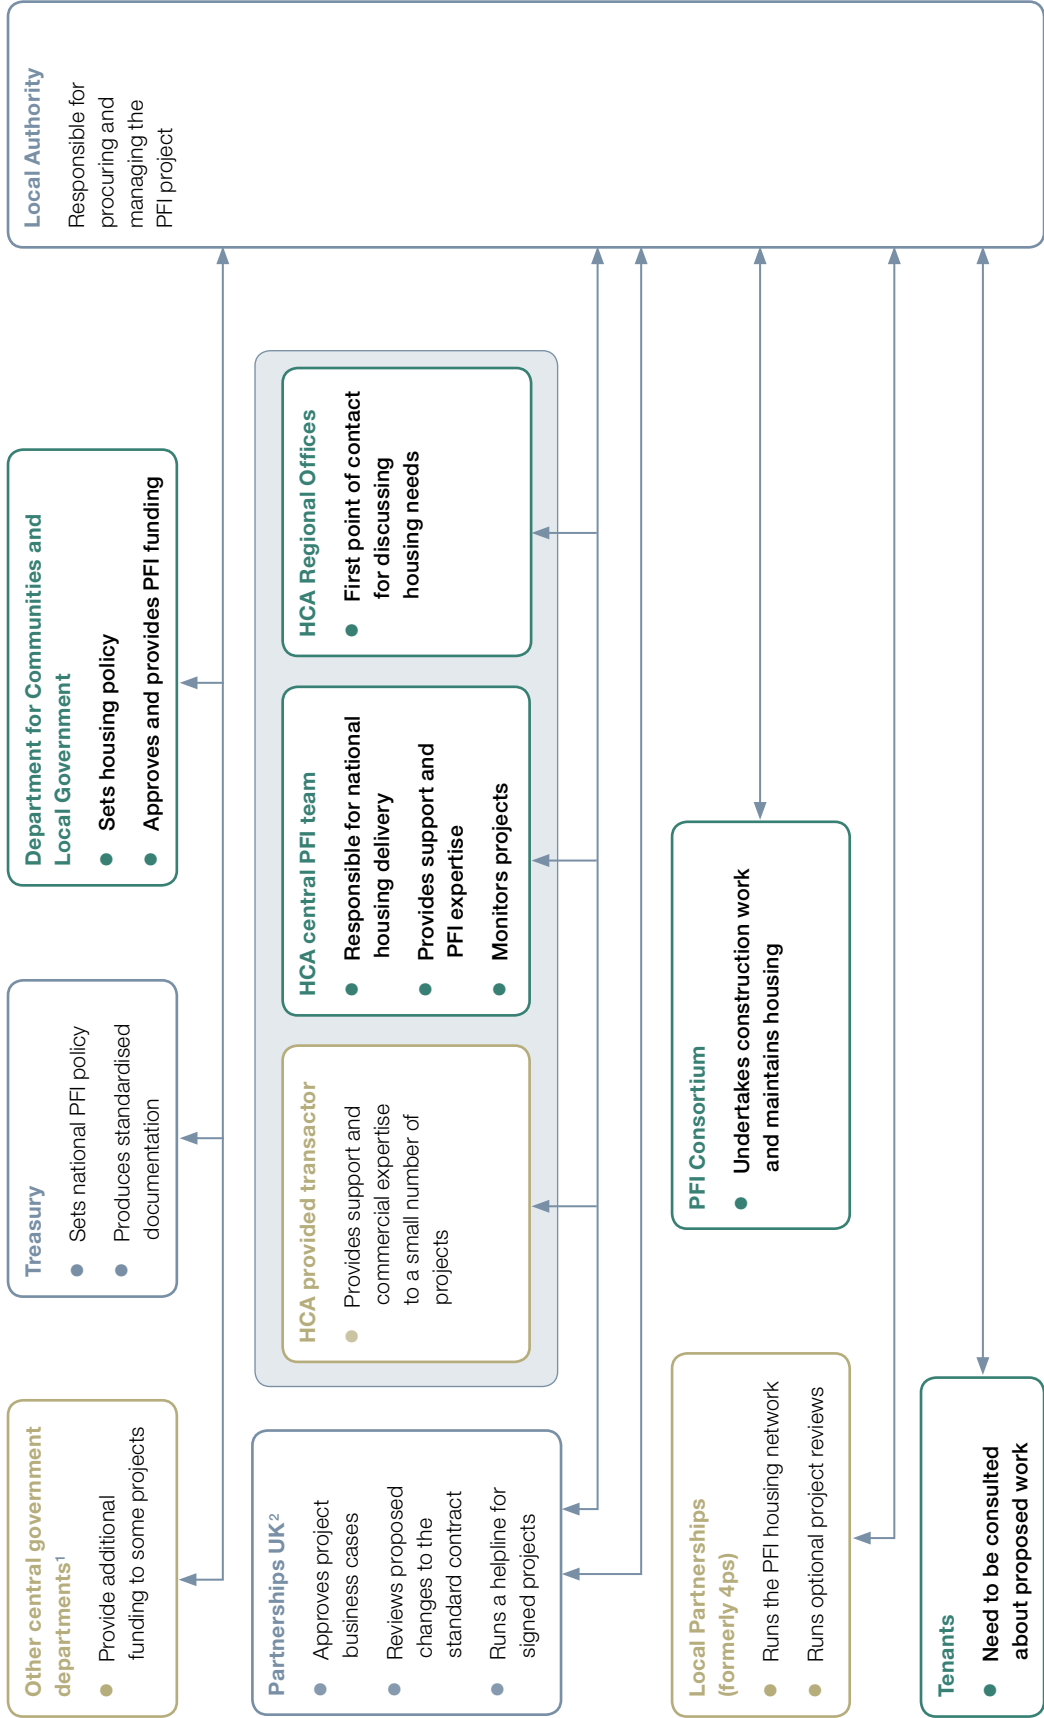 Other central government
departments1
Provide additional
funding to some projects
Treasury
Sets national PFI policy
Produces standardised
documentation
Department for Communities and
Local Government
Sets housing policy
Approves and provides PFI funding
Local Authority
Responsible for
procuring and
managing the
PFI project
Partnerships UK2
Approves project
business cases
Reviews proposed
changes to the
standard contract
Runs a helpline for
signed projects
HCA provided transactor
Provides support and
commercial expertise
to a small number of
projects
HCA central PFI team
Responsible for national
housing delivery
Provides support and
PFI expertise
Monitors projects
HCA Regional Offices
First point of contact
for discussing
housing needs
Local Partnerships
(formerly 4ps)
Runs the PFI housing network
Runs optional project reviews
PFI Consortium
Undertakes construction work
and maintains housing
Tenants
Need to be consulted
about proposed work